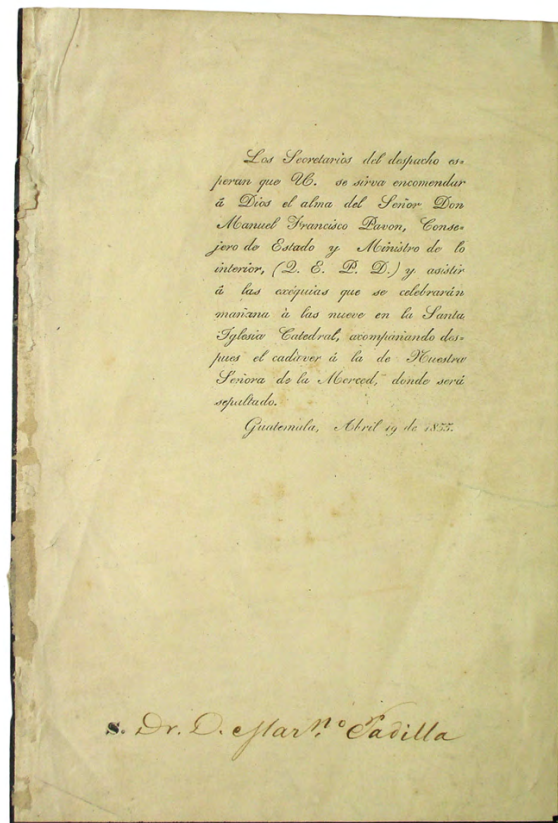 Los Secretarios del despacho es-
peran que U. se sirva encomendar
á Dios el alma del Señor Don
Manuel Francisco Pavon, Conse-
jero de Estado y Ministro de lo
interior, (Q. E. P. D.) y asistir
á las exequias que se celebrarán
mañana à las nueve en la Santa
Iglesia Catedral, acompañando des-
pues el cadàver á la de Nuestra
Señora de la Merced, donde será
sepultado.
Guatemala, Abril 19 de 1855.
S. Dr. D. Marn.º Padilla